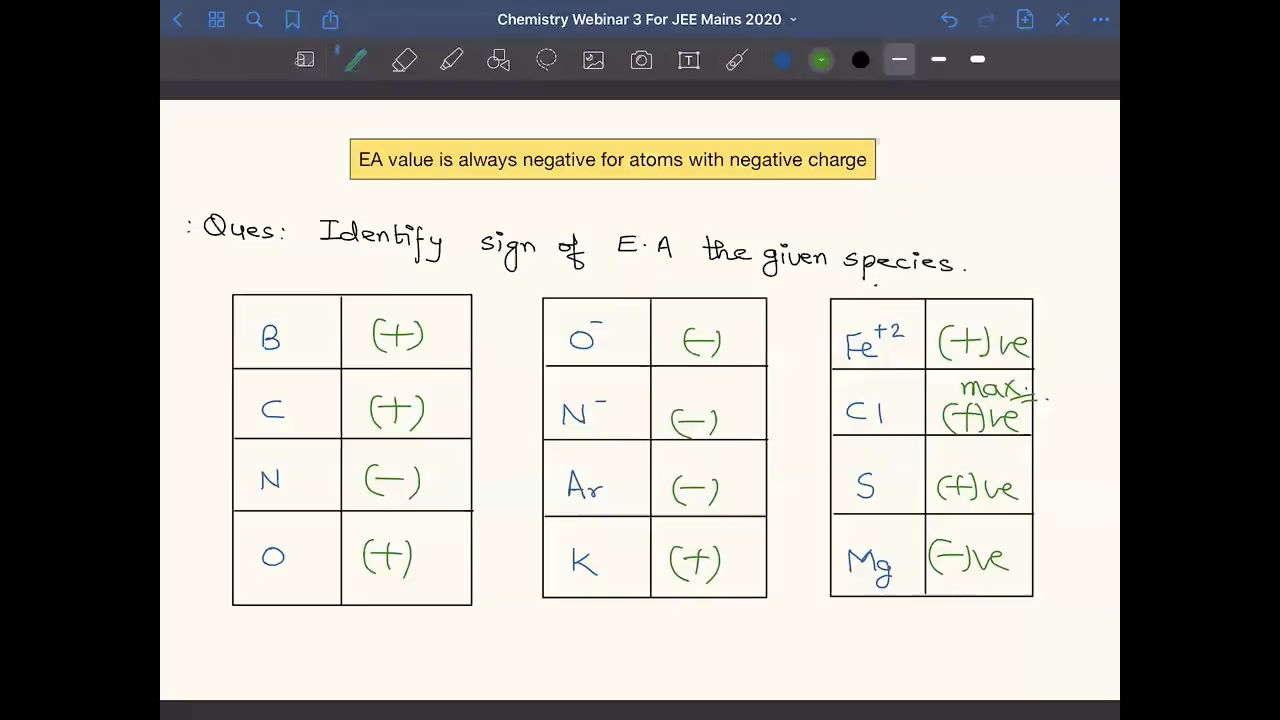 Chemistry Webinar 3 For JEE Mains 2020
T
EA value is always negative for atoms with negative charge
: Ques: Identify sign of E.A the given species.
B (+)
C (+)
N (-)
O (+)
O⁻ (-)
N⁻ (-)
Ar (-)
K (+)
Fe⁺² (+)ve
Cl max. (+)ve
S (+)ve
Mg (-)ve